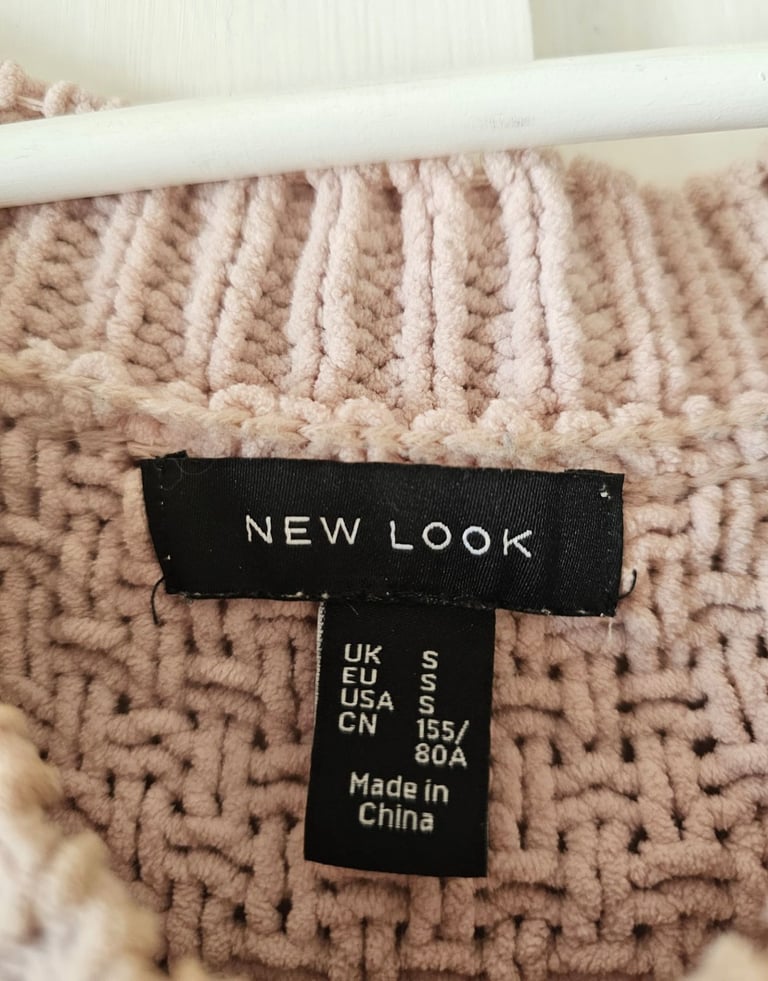 NEW LOOK
UK S
EU S
USA S
CN 155/
80A
Made in
China